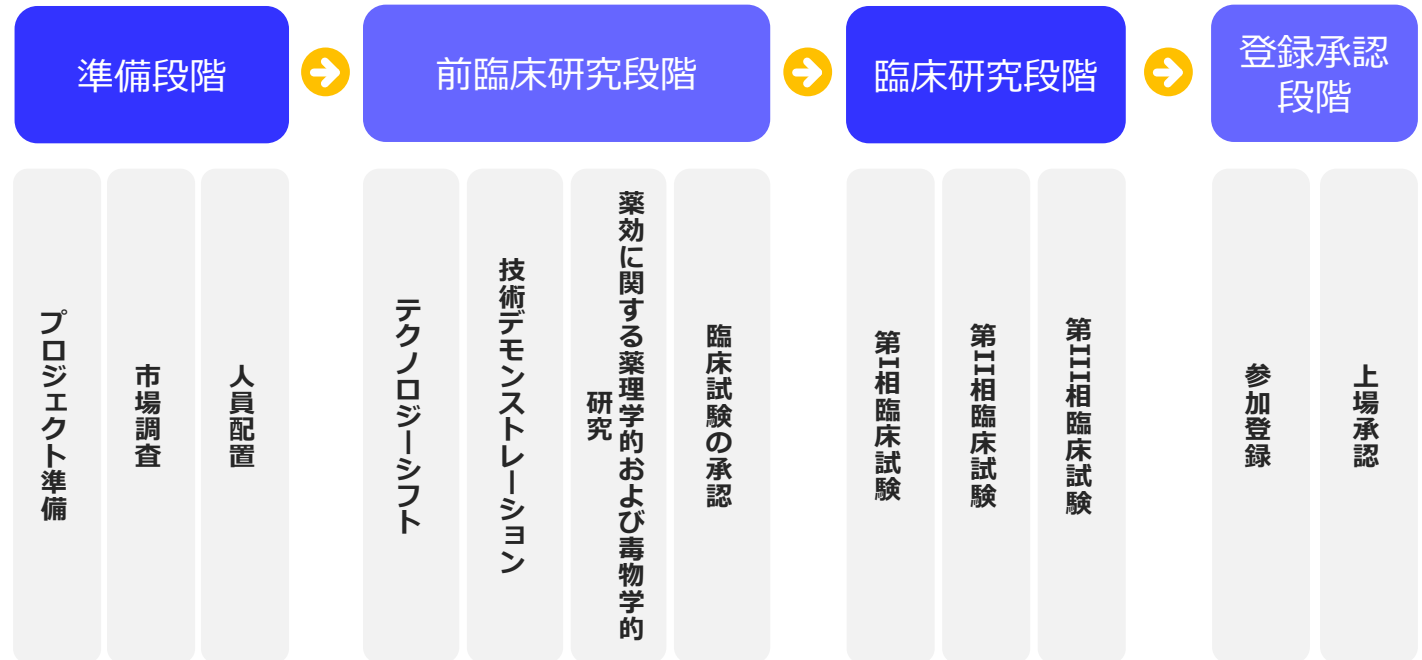 準備段階
前臨床研究段階
臨床研究段階
登録承認
段階
プロジェクト準備
市場調査
人員配置
テクノロジーシフト
技術デモンストレーション
薬効に関する薬理学的および毒物学的
研究
臨床試験の承認
第I相臨床試験
第II相臨床試験
第III相臨床試験
参加登録
上場承認